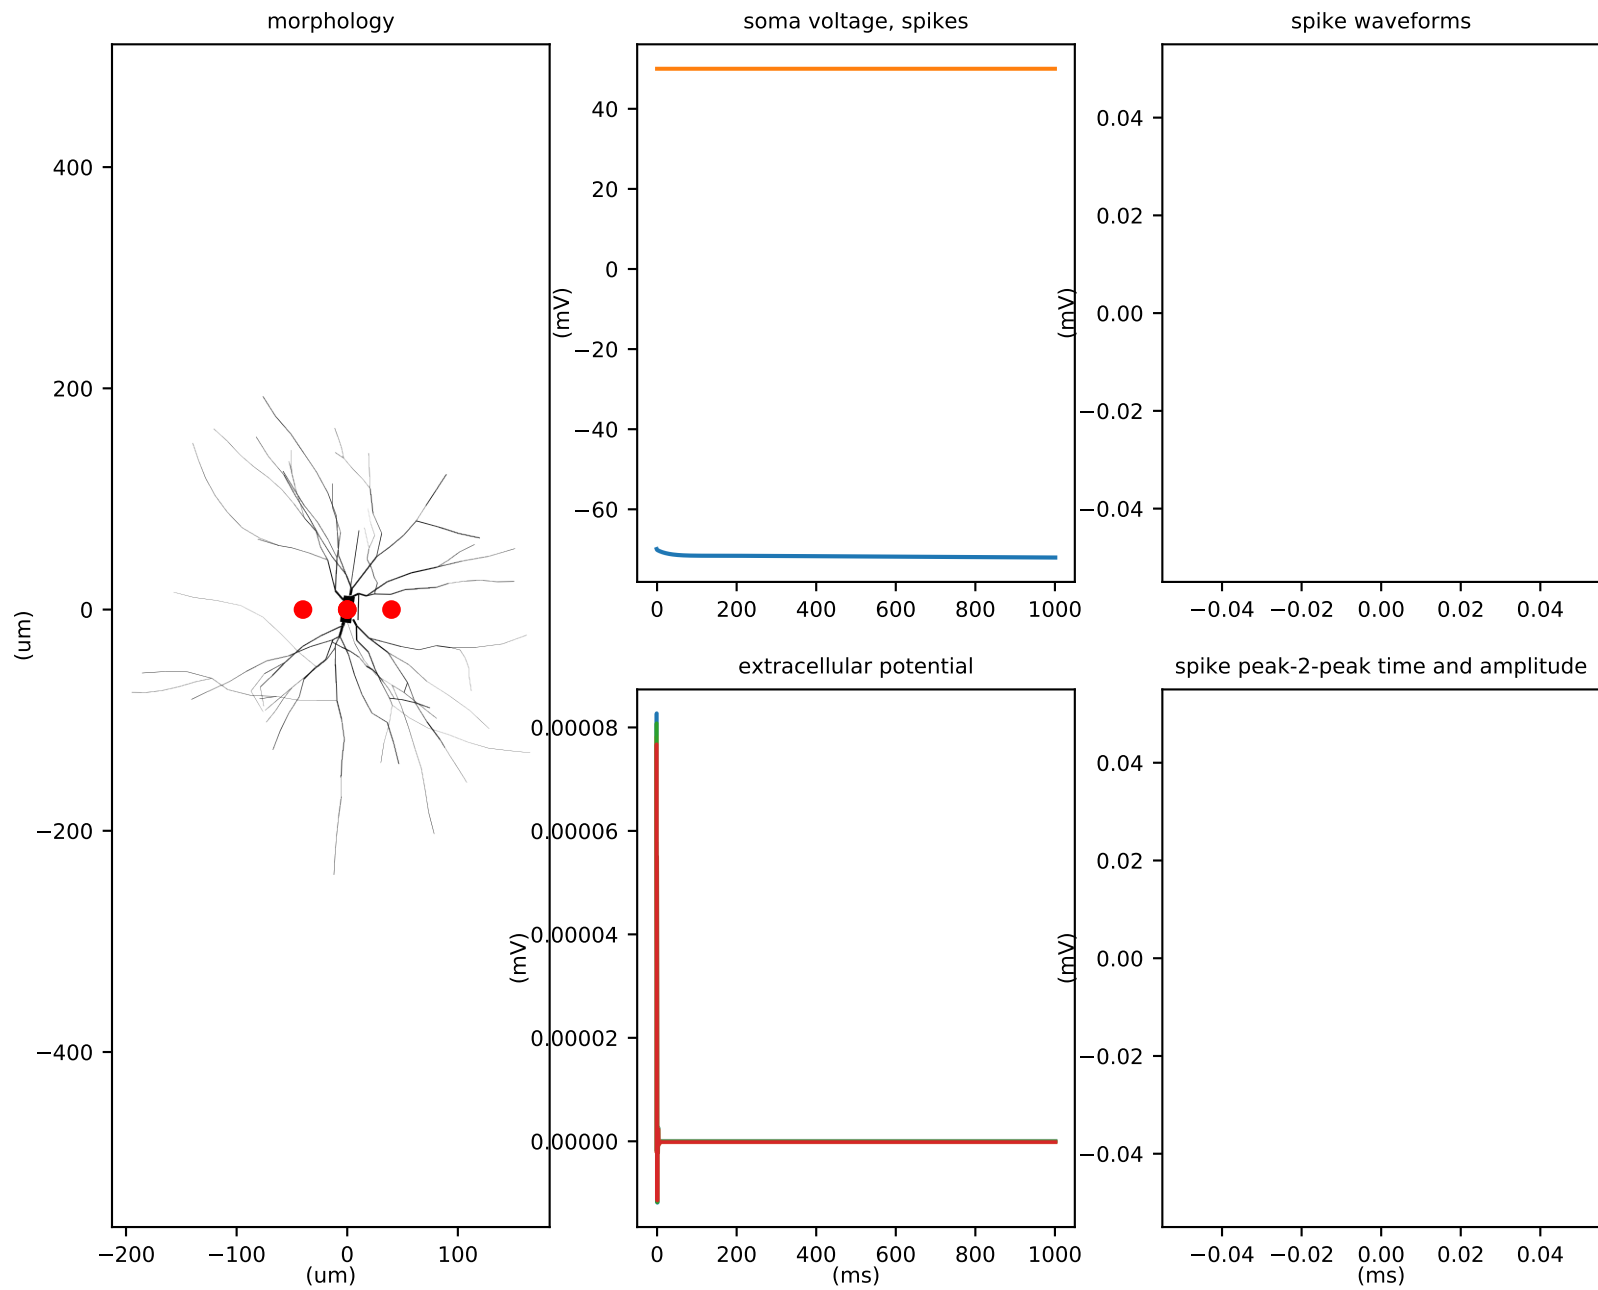 morphology
400
200
0
−200
−400
(um)
−200 −100 0 100
(um)
soma voltage, spikes
40
20
0
−20
−40
−60
(mV)
0 200 400 600 800 1000
spike waveforms
0.04
0.02
0.00
−0.02
−0.04
(mV)
−0.04 −0.02 0.00 0.02 0.04
extracellular potential
0.00008
0.00006
0.00004
0.00002
0.00000
(mV)
0 200 400 600 800 1000
(ms)
spike peak-2-peak time and amplitude
0.04
0.02
0.00
−0.02
−0.04
(mV)
−0.04 −0.02 0.00 0.02 0.04
(ms)